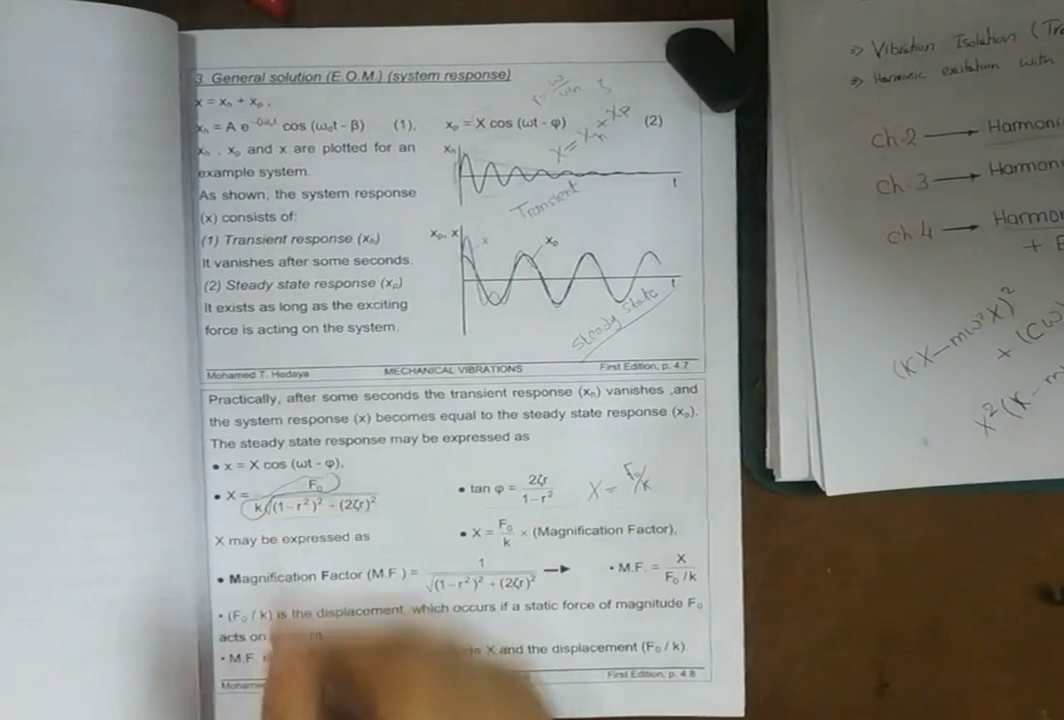 3. General solution (E.O.M.) (system response)
x = xₕ + xₚ ,
xₕ = A e^-ζωₙt cos (ω_d t - β) (1), xₚ = X cos (ωt - φ) (2)
r = ω/ωₙ ζ
X = Xₕ + Xₚ
xₕ , xₚ and x are plotted for an
example system.
As shown, the system response
(x) consists of:
(1) Transient response (xₕ)
It vanishes after some seconds.
(2) Steady state response (xₚ)
It exists as long as the exciting
force is acting on the system.
xₕ
t
Transient
xₚ, x
x
xₚ
t
Steady State
Mohamed T. Hedaya MECHANICAL VIBRATIONS First Edition, p. 4.7
Practically, after some seconds the transient response (xₕ) vanishes ,and
the system response (x) becomes equal to the steady state response (xₚ).
The steady state response may be expressed as
• x = X cos (ωt - φ),
• X = F₀ / k√(1-r²)² + (2ζr)² • tan φ = 2ζr / 1-r² X = F₀/k
X may be expressed as • X = F₀/k × (Magnification Factor),
• Magnification Factor (M.F.) = 1 / √(1-r²)² + (2ζr)² → • M.F. = X / F₀/k
• (F₀ / k) is the displacement, which occurs if a static force of magnitude F₀
acts on
• M.F. X and the displacement (F₀ / k).
First Edition, p. 4.8
⇒ Vibration Isolation
⇒ Harmonic excitation with
Ch.2 →
Ch.3 →
Ch 4 →
(KX - mω²X)²
+ (Cω
X² (K - m